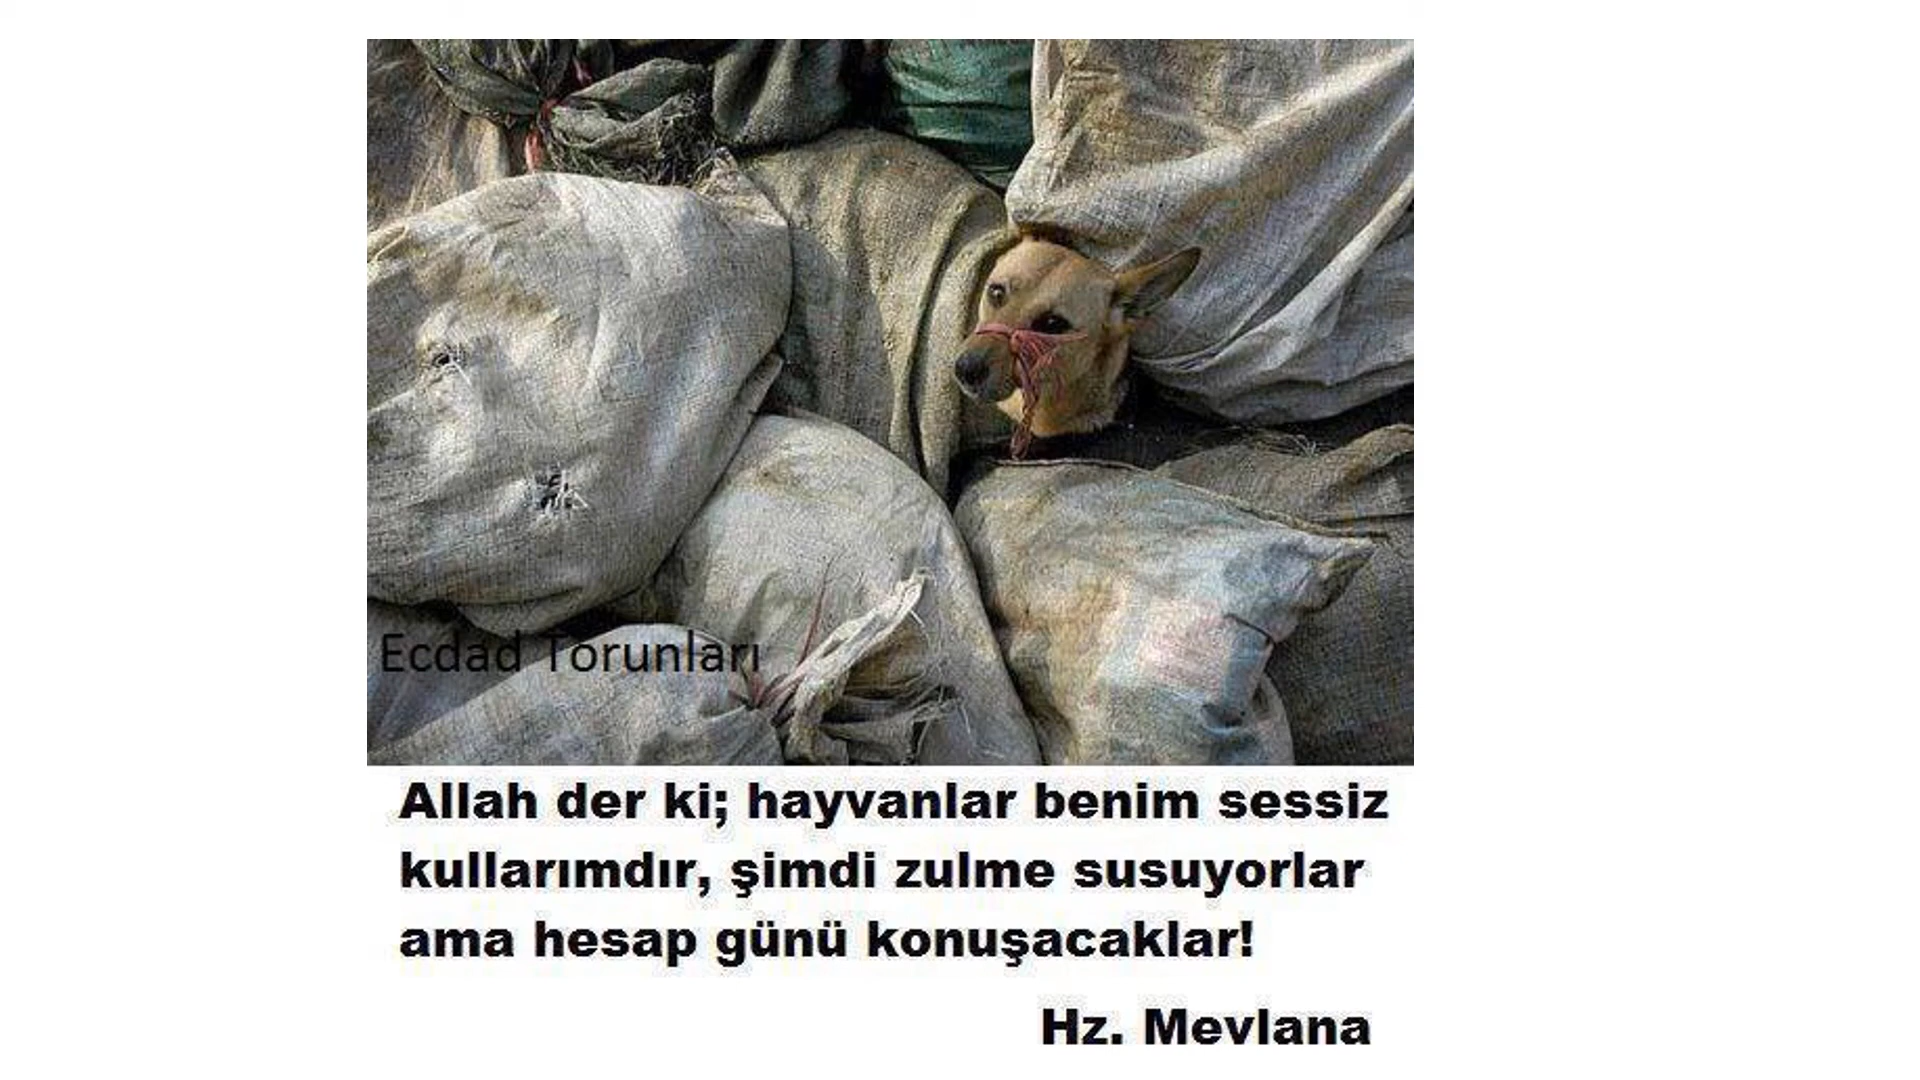 Ecdad Torunları
Allah der ki; hayvanlar benim sessiz
kullarımdır, şimdi zulme susuyorlar
ama hesap günü konuşacaklar!
Hz. Mevlana